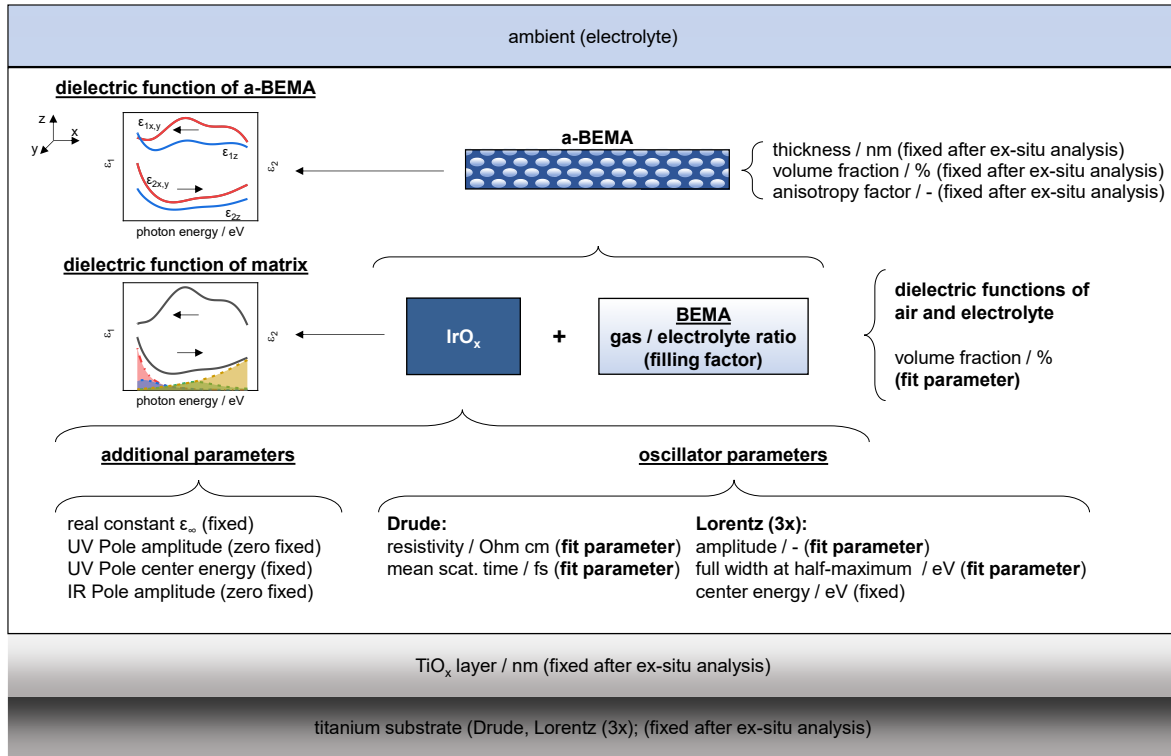 ambient (electrolyte)
dielectric function of a-BEMA
z
x
y
ε1x,y
ε1z
ε2x,y
ε2z
ε1
ε2
photon energy / eV
a-BEMA
thickness / nm (fixed after ex-situ analysis)
volume fraction / % (fixed after ex-situ analysis)
anisotropy factor / - (fixed after ex-situ analysis)
dielectric function of matrix
ε1
ε2
photon energy / eV
IrOx
+
BEMA
gas / electrolyte ratio
(filling factor)
dielectric functions of
air and electrolyte
volume fraction / %
(fit parameter)
additional parameters
real constant ε∞ (fixed)
UV Pole amplitude (zero fixed)
UV Pole center energy (fixed)
IR Pole amplitude (zero fixed)
oscillator parameters
Drude:
resistivity / Ohm cm (fit parameter)
mean scat. time / fs (fit parameter)
Lorentz (3x):
amplitude / - (fit parameter)
full width at half-maximum / eV (fit parameter)
center energy / eV (fixed)
TiOx layer / nm (fixed after ex-situ analysis)
titanium substrate (Drude, Lorentz (3x); (fixed after ex-situ analysis)